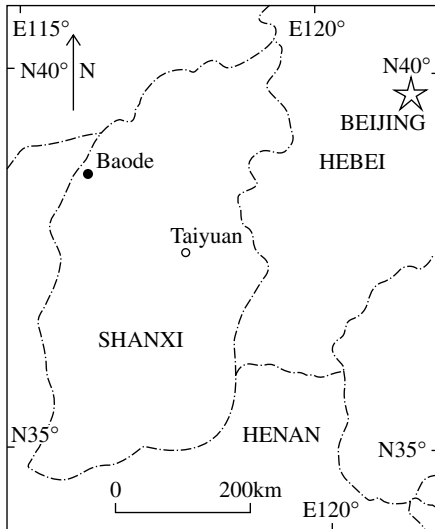 E115°
E120°
N40°
N
N40°
BEIJING
HEBEI
Baode
Taiyuan
SHANXI
N35°
HENAN
N35°
0
200km
E120°